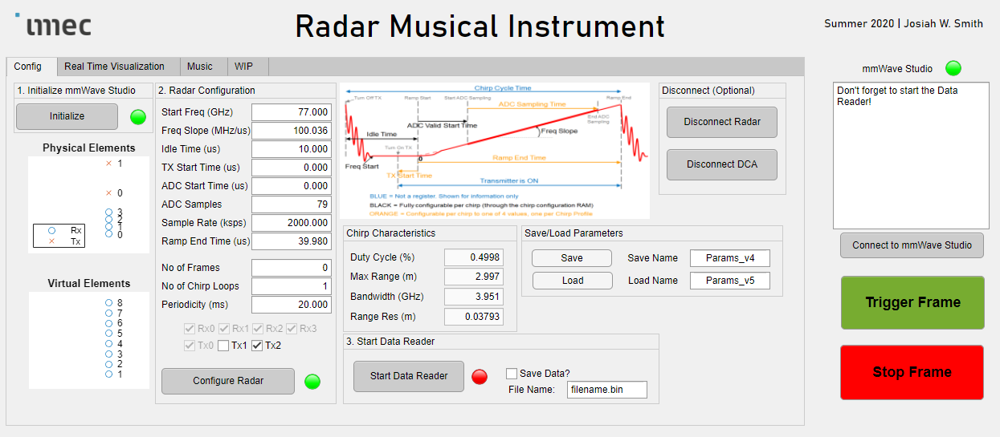 imec
Radar Musical Instrument
Summer 2020 | Josiah W. Smith
Config
Real Time Visualization
Music
WIP
1. Initialize mmWave Studio
Initialize
Physical Elements
1
0
3
2
1
0
Rx
Tx
Virtual Elements
8
7
6
5
4
3
2
1
2. Radar Configuration
Start Freq (GHz) 77.000
Freq Slope (MHz/us) 100.036
Idle Time (us) 10.000
TX Start Time (us) 0.000
ADC Start Time (us) 0.000
ADC Samples 79
Sample Rate (ksps) 2000.000
Ramp End Time (us) 39.980
No of Frames 0
No of Chirp Loops 1
Periodicity (ms) 20.000
Rx0 Rx1 Rx2 Rx3
Tx0 Tx1 Tx2
Configure Radar
Chirp Cycle Time
Turn Off TX
Ramp Start
Start ADC Sampling
Ramp End
ADC Sampling Time
End ADC
Sampling
ADC Valid Start Time
Idle Time
Freq Slope
Turn On TX
0
Ramp End Time
Freq Start
TX Start Time
Transmitter is ON
BLUE = Not a register. Shown for information only
BLACK = Fully configurable per chirp (through the chirp configuration RAM)
ORANGE = Configurable per chirp to one of 4 values, one per Chirp Profile
Chirp Characteristics
Duty Cycle (%) 0.4998
Max Range (m) 2.997
Bandwidth (GHz) 3.951
Range Res (m) 0.03793
Save/Load Parameters
Save Save Name Params_v4
Load Load Name Params_v5
3. Start Data Reader
Start Data Reader
Save Data?
File Name: filename.bin
Disconnect (Optional)
Disconnect Radar
Disconnect DCA
mmWave Studio
Don't forget to start the Data
Reader!
Connect to mmWave Studio
Trigger Frame
Stop Frame